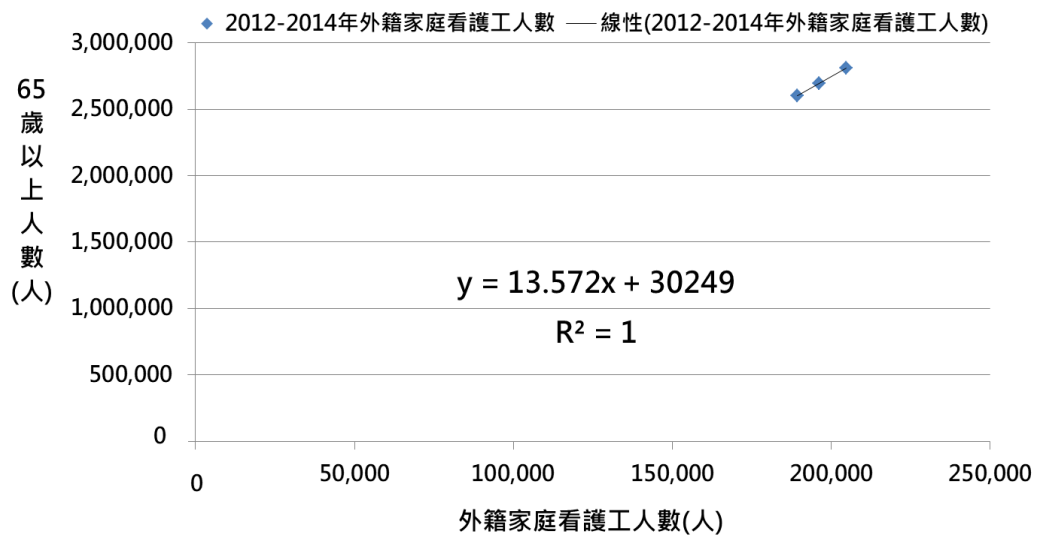 2012-2014年外籍家庭看護工人數
線性(2012-2014年外籍家庭看護工人數)
65
歲
以
上
人
數
(人)
3,000,000
2,500,000
2,000,000
1,500,000
1,000,000
500,000
0
y = 13.572x + 30249
R² = 1
0
50,000
100,000
150,000
200,000
250,000
外籍家庭看護工人數(人)